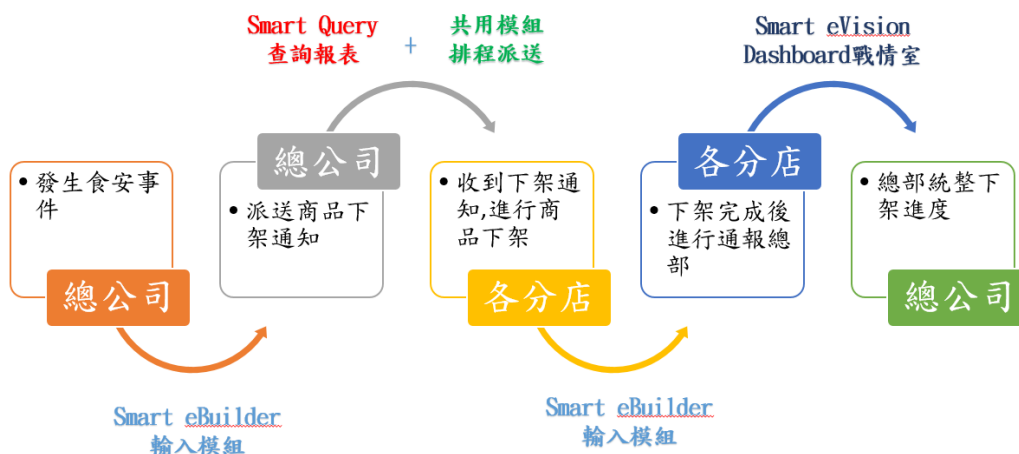 Smart Query
查詢報表
+
共用模組
排程派送
Smart eVision
Dashboard戰情室
• 發生食安事
件
總公司
總公司
• 派送商品下
架通知
• 收到下架通
知,進行商
品下架
各分店
各分店
• 下架完成後
進行通報總
部
• 總部統整下
架進度
總公司
Smart eBuilder
輸入模組
Smart eBuilder
輸入模組